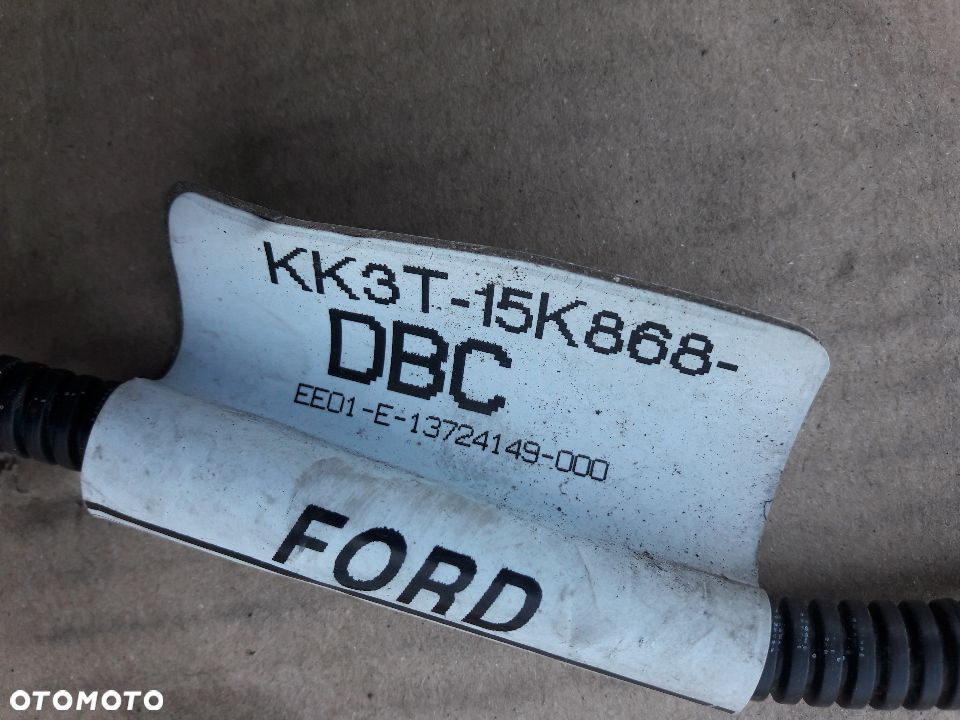 KK3T-15K868-
DBC
EE01-E-13724149-000
FORD
OTOMOTO